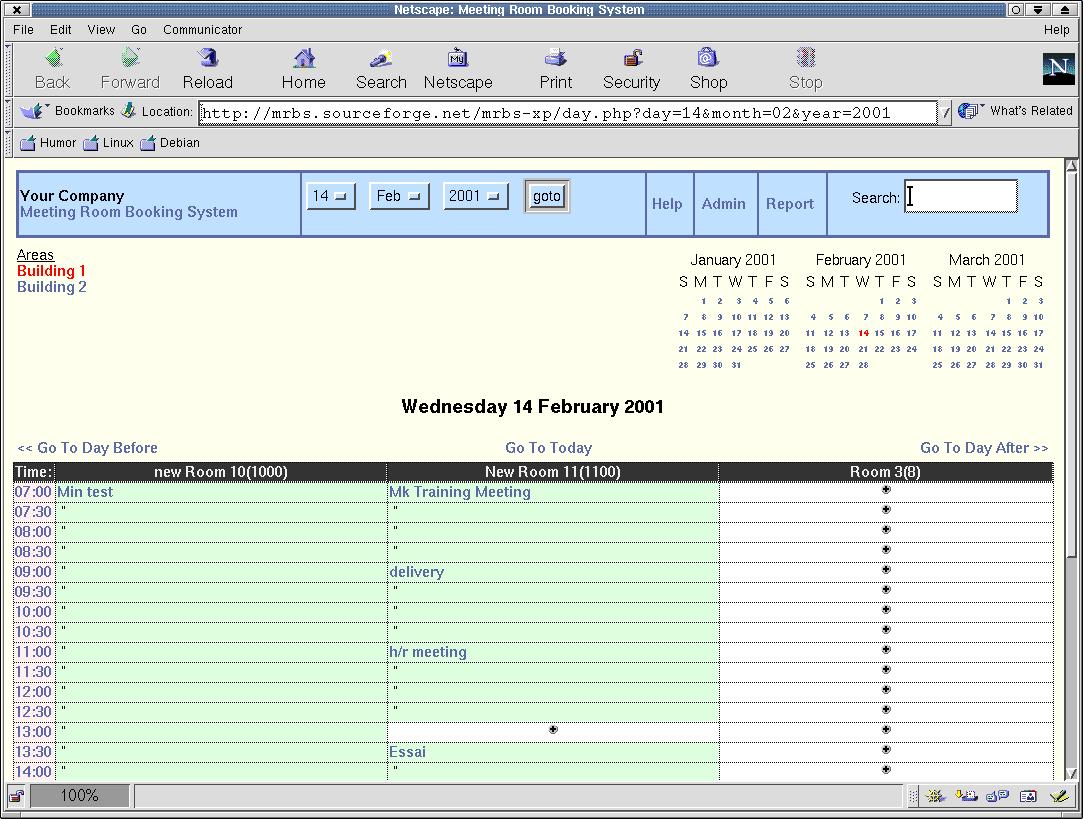 Netscape: Meeting Room Booking System
File Edit View Go Communicator Help
Back Forward Reload Home Search Netscape Print Security Shop Stop
My
N
Bookmarks Location: http://mrbs.sourceforge.net/mrbs-xp/day.php?day=14&month=02&year=2001 What's Related
Humor Linux Debian
Your Company
Meeting Room Booking System
14 Feb 2001 goto
Help Admin Report Search:
Areas
Building 1
Building 2
January 2001
S M T W T F S
1 2 3 4 5 6
7 8 9 10 11 12 13
14 15 16 17 18 19 20
21 22 23 24 25 26 27
28 29 30 31
February 2001
S M T W T F S
1 2 3
4 5 6 7 8 9 10
11 12 13 14 15 16 17
18 19 20 21 22 23 24
25 26 27 28
March 2001
S M T W T F S
1 2 3
4 5 6 7 8 9 10
11 12 13 14 15 16 17
18 19 20 21 22 23 24
25 26 27 28 29 30 31
Wednesday 14 February 2001
<< Go To Day Before Go To Today Go To Day After >>
Time: new Room 10(1000) New Room 11(1100) Room 3(8)
07:00 Min test Mk Training Meeting
07:30 " "
08:00 " "
08:30 " "
09:00 " delivery
09:30 " "
10:00 " "
10:30 " "
11:00 " h/r meeting
11:30 " "
12:00 " "
12:30 " "
13:00 "
13:30 " Essai
14:00 " "
100%